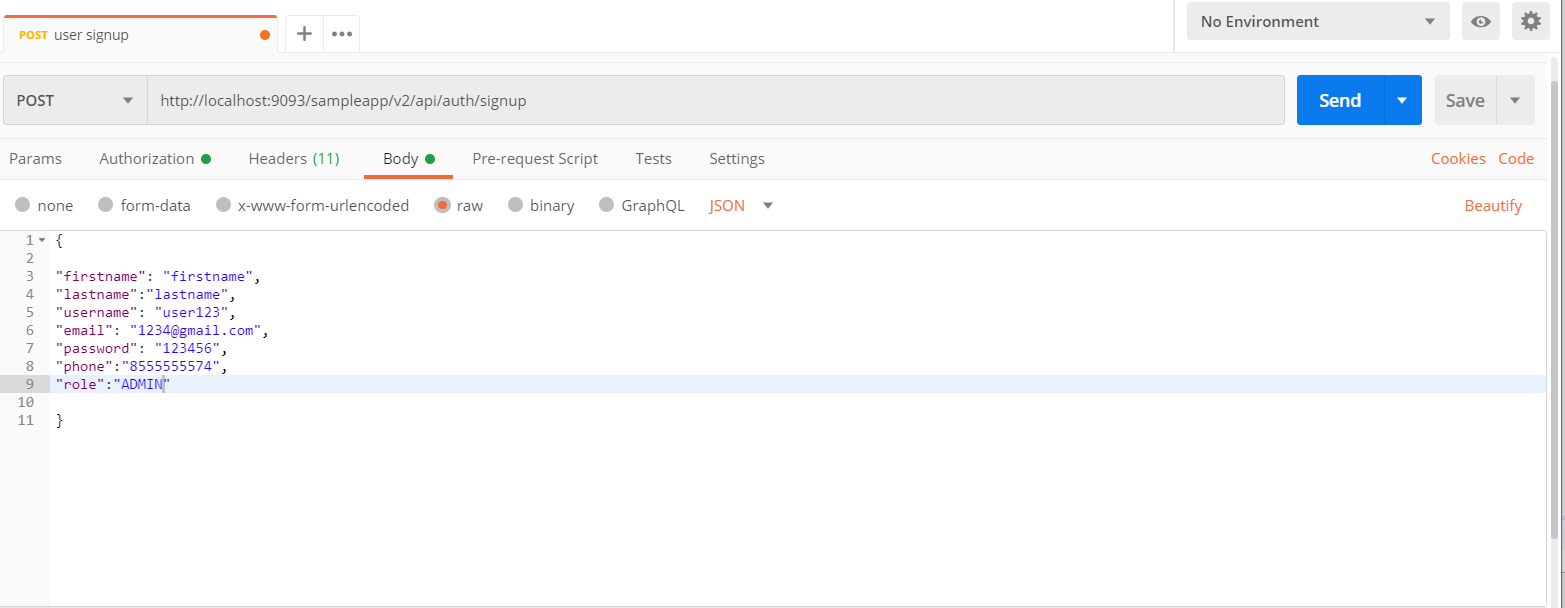 POST user signup
No Environment
POST http://localhost:9093/sampleapp/v2/api/auth/signup Send Save
Params Authorization Headers (11) Body Pre-request Script Tests Settings Cookies Code
none form-data x-www-form-urlencoded raw binary GraphQL JSON Beautify
1 {
2
3 "firstname": "firstname",
4 "lastname":"lastname",
5 "username": "user123",
6 "email": "1234@gmail.com",
7 "password": "123456",
8 "phone":"8555555574",
9 "role":"ADMIN"
10
11 }